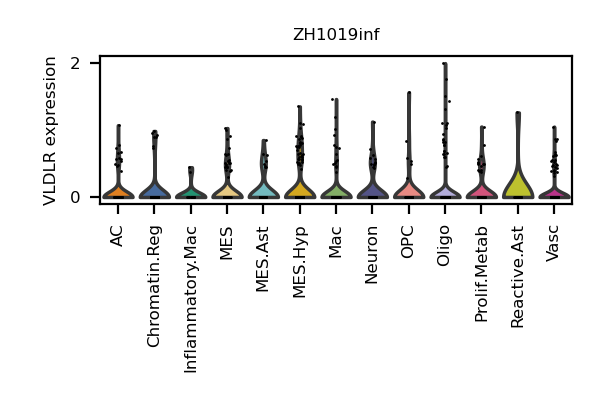 ZH1019inf
VLDLR expression
2
0
AC
Chromatin.Reg
Inflammatory.Mac
MES
MES.Ast
MES.Hyp
Mac
Neuron
OPC
Oligo
Prolif.Metab
Reactive.Ast
Vasc